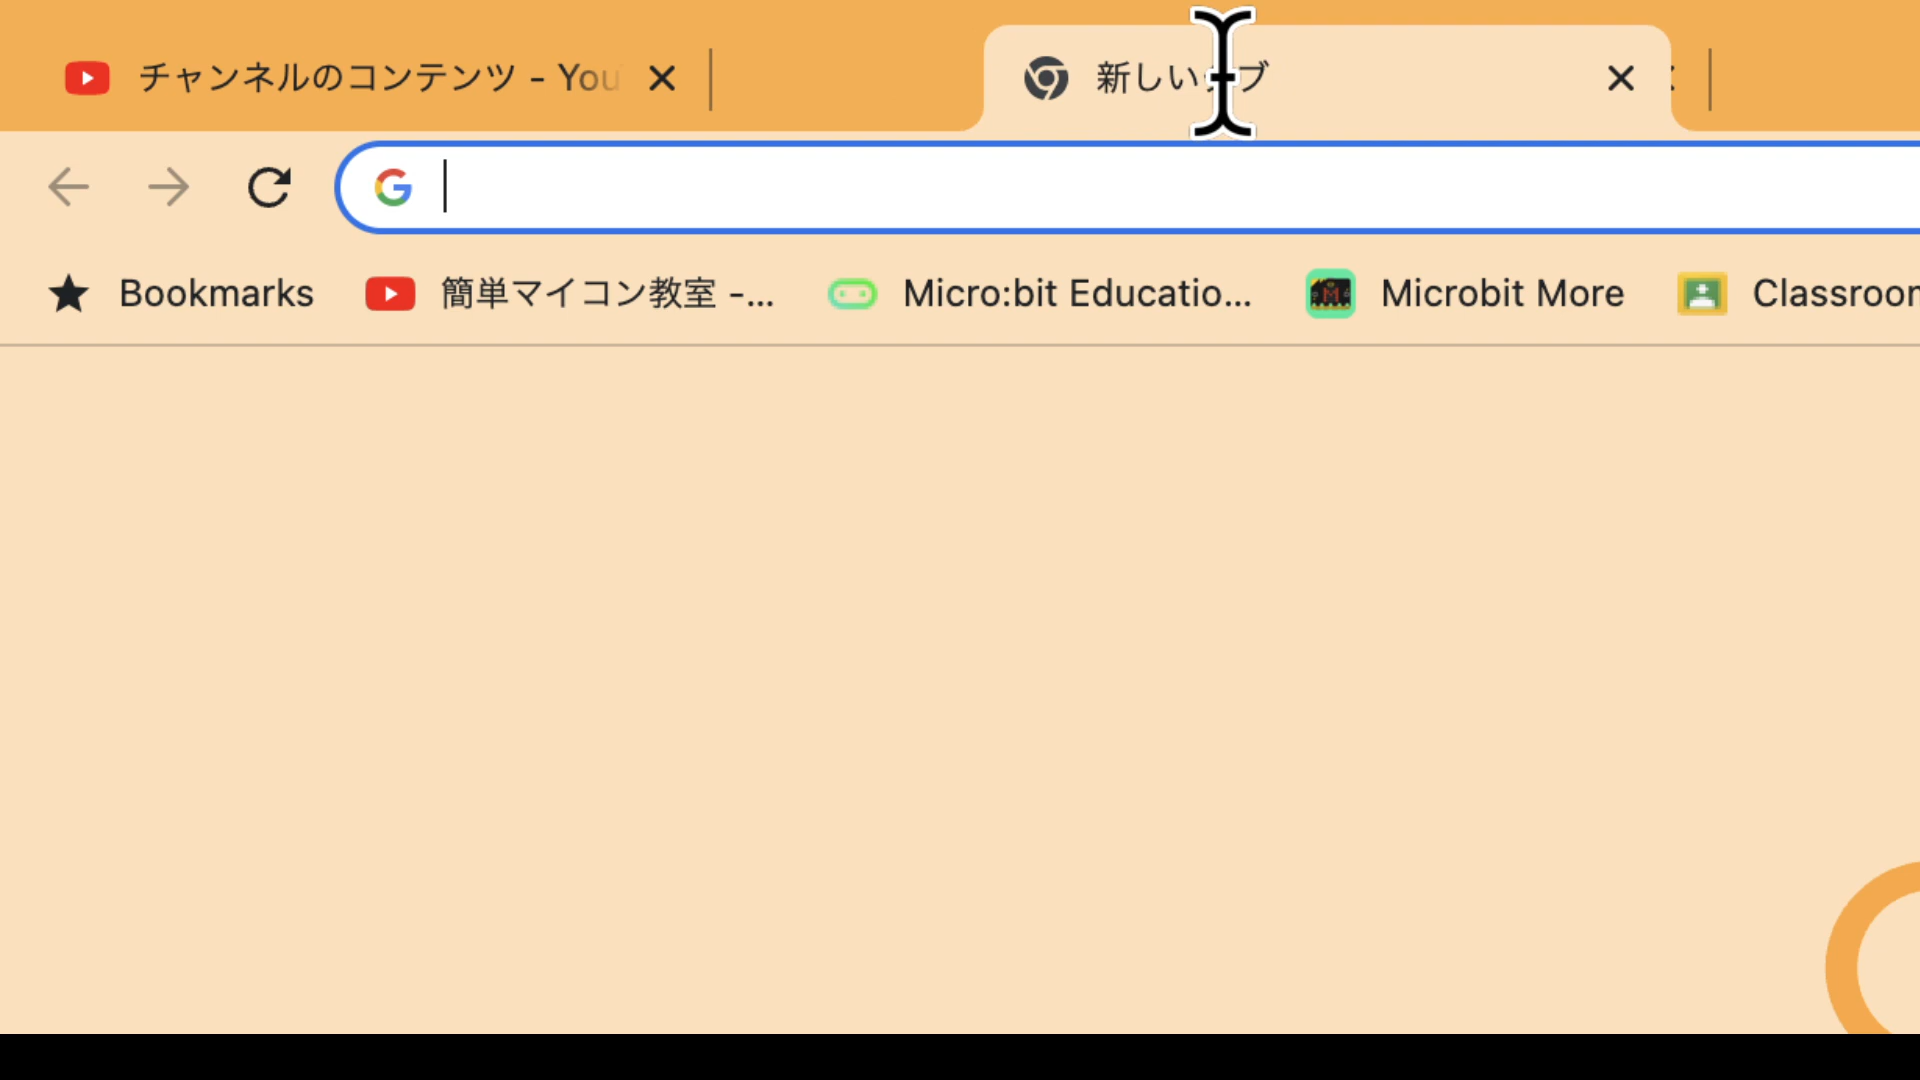 チャンネルのコンテンツ - You
新しいタブ
Bookmarks
簡単マイコン教室 -...
Micro:bit Educatio...
Microbit More
Classroom